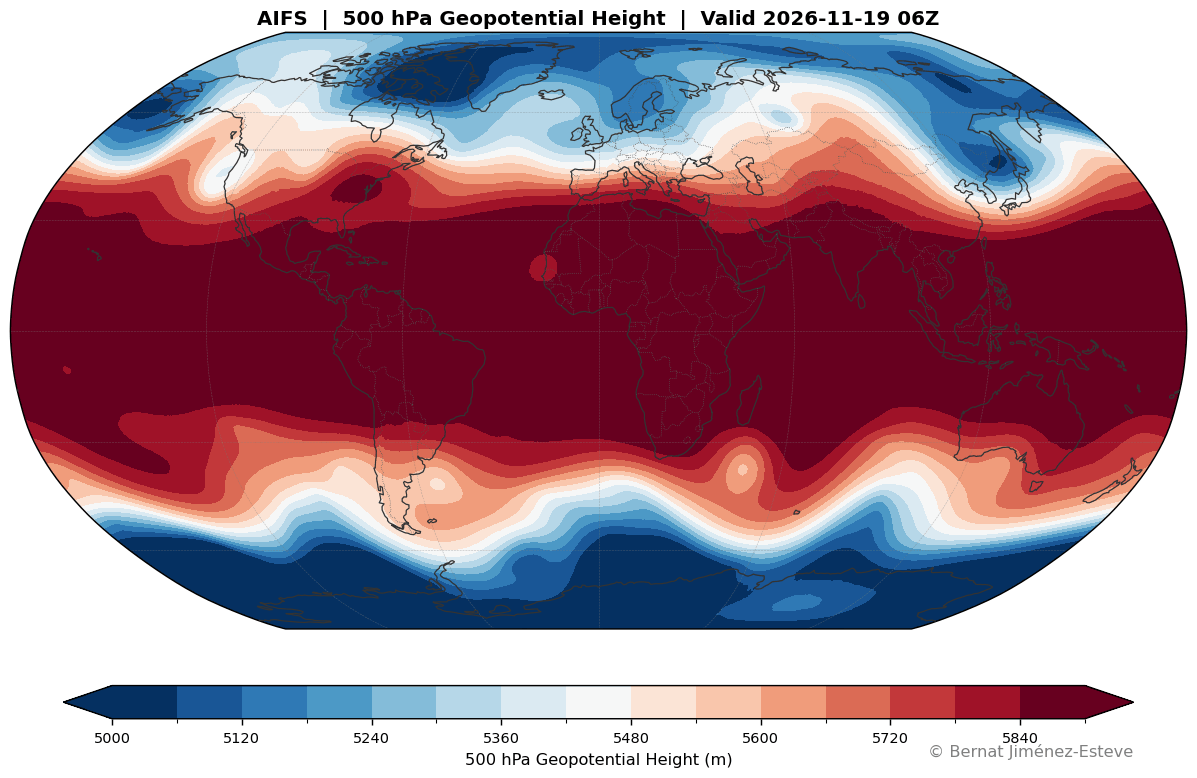 AIFS | 500 hPa Geopotential Height | Valid 2026-11-19 06Z
5000 5120 5240 5360 5480 5600 5720 5840
500 hPa Geopotential Height (m)
© Bernat Jiménez-Esteve